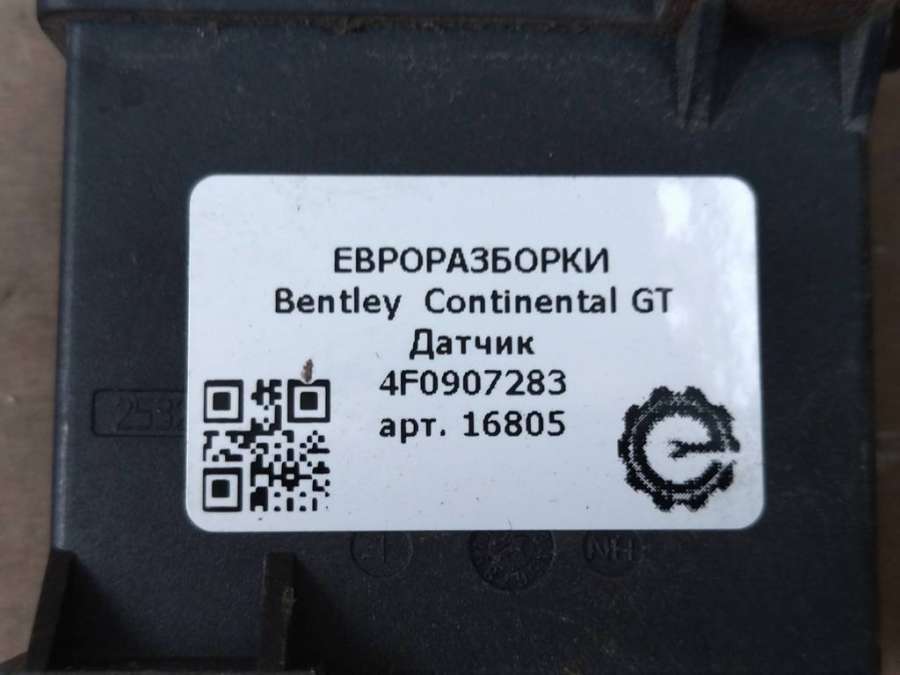 ЕВРОРАЗБОРКИ
Bentley Continental GT
Датчик
4F0907283
арт. 16805